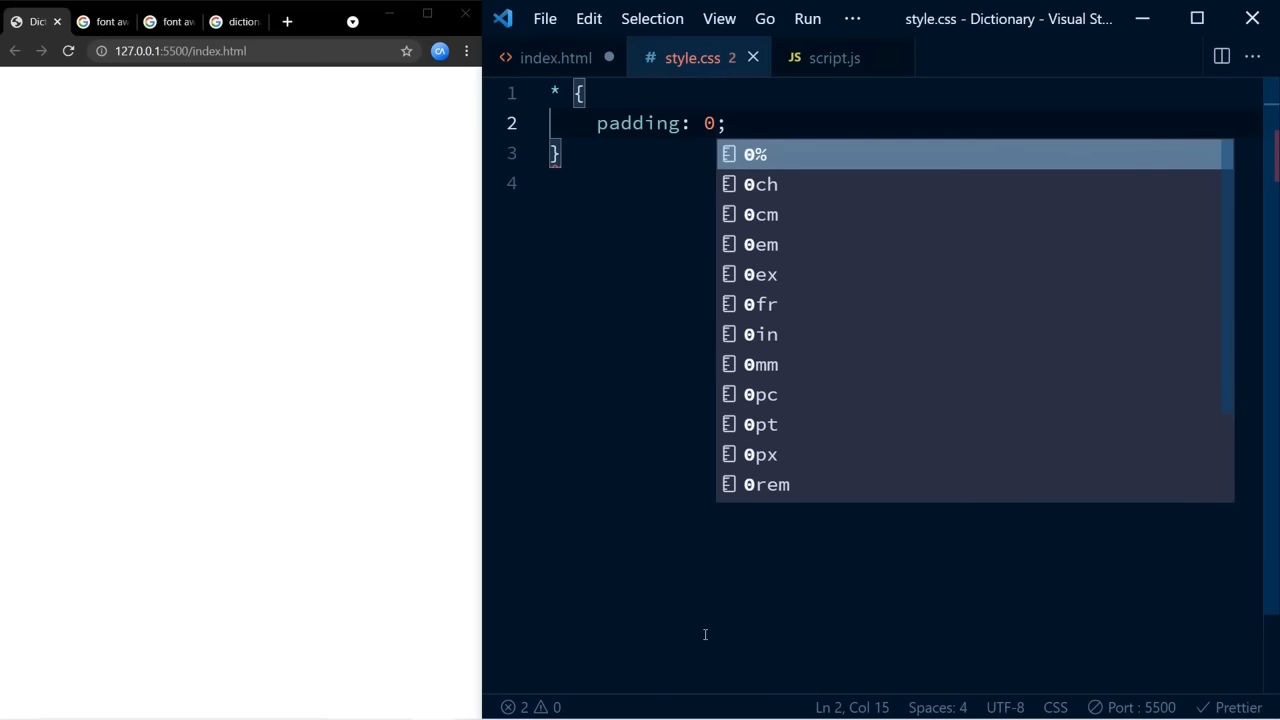 Dict
font aw
font aw
diction
127.0.0.1:5500/index.html
CA
File Edit Selection View Go Run ··· style.css - Dictionary - Visual St...
<> index.html
# style.css 2
JS script.js
1 * {
2 padding: 0;
3 }
4
0%
0ch
0cm
0em
0ex
0fr
0in
0mm
0pc
0pt
0px
0rem
2 0 Ln 2, Col 15 Spaces: 4 UTF-8 CSS Port : 5500 Prettier